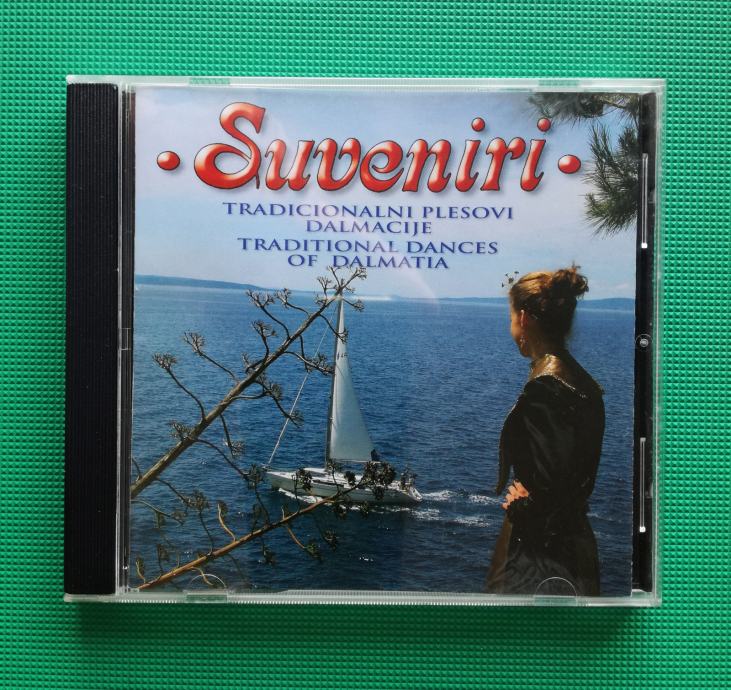 • Suveniri •
TRADICIONALNI PLESOVI
DALMACIJE
TRADITIONAL DANCES
OF DALMATIA